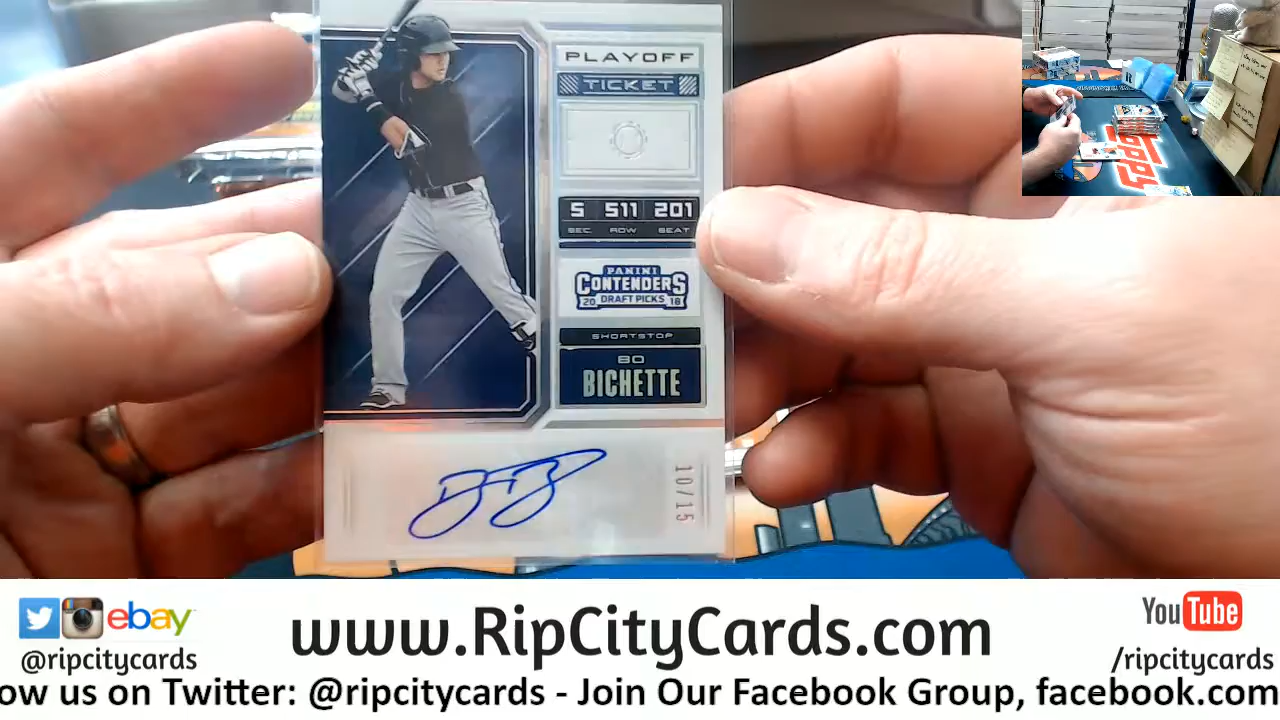 PLAYOFF
TICKET
S 511 201
SEC. ROW SEAT
PANINI
CONTENDERS
20 DRAFT PICKS 18
SHORTSTOP
BO
BICHETTE
10/15
Topps
ebay
@ripcitycards
www.RipCityCards.com
YouTube
/ripcitycards
ow us on Twitter: @ripcitycards - Join Our Facebook Group, facebook.com